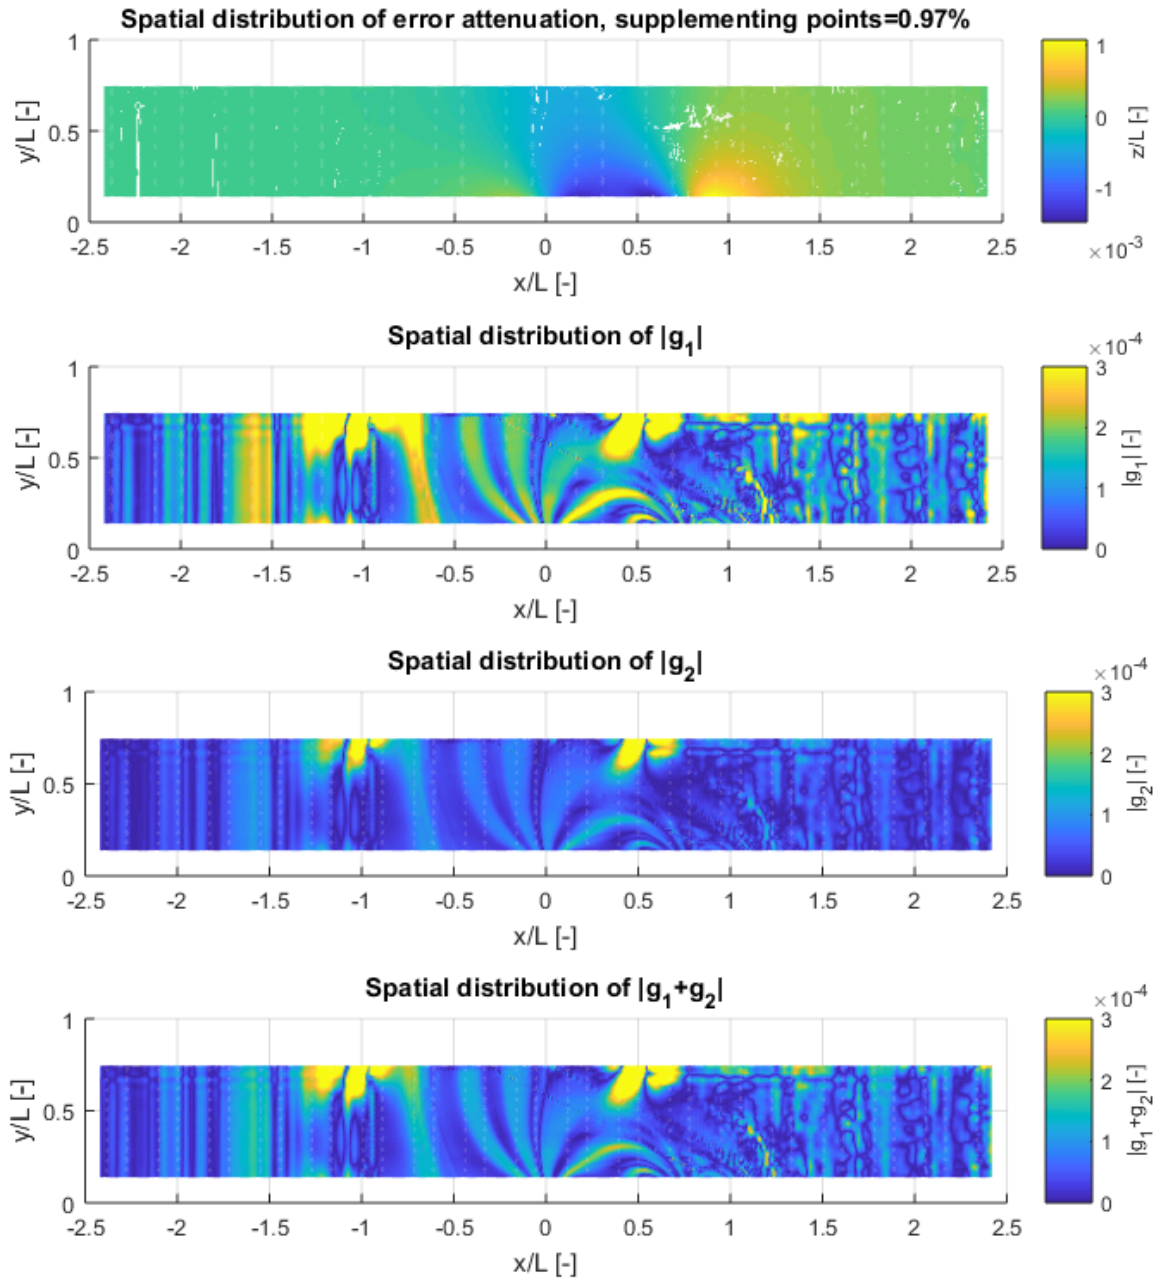 Spatial distribution of error attenuation, supplementing points=0.97%
1
0.5
0
y/L [-]
-2.5 -2 -1.5 -1 -0.5 0 0.5 1 1.5 2 2.5
x/L [-]
1
0
-1
z/L [-]
×10⁻³
Spatial distribution of |g₁|
×10⁻⁴
1
0.5
0
y/L [-]
-2.5 -2 -1.5 -1 -0.5 0 0.5 1 1.5 2 2.5
x/L [-]
3
2
1
0
|g₁| [-]
Spatial distribution of |g₂|
×10⁻⁴
1
0.5
0
y/L [-]
-2.5 -2 -1.5 -1 -0.5 0 0.5 1 1.5 2 2.5
x/L [-]
3
2
1
0
|g₂| [-]
Spatial distribution of |g₁+g₂|
×10⁻⁴
1
0.5
0
y/L [-]
-2.5 -2 -1.5 -1 -0.5 0 0.5 1 1.5 2 2.5
x/L [-]
3
2
1
0
|g₁+g₂| [-]